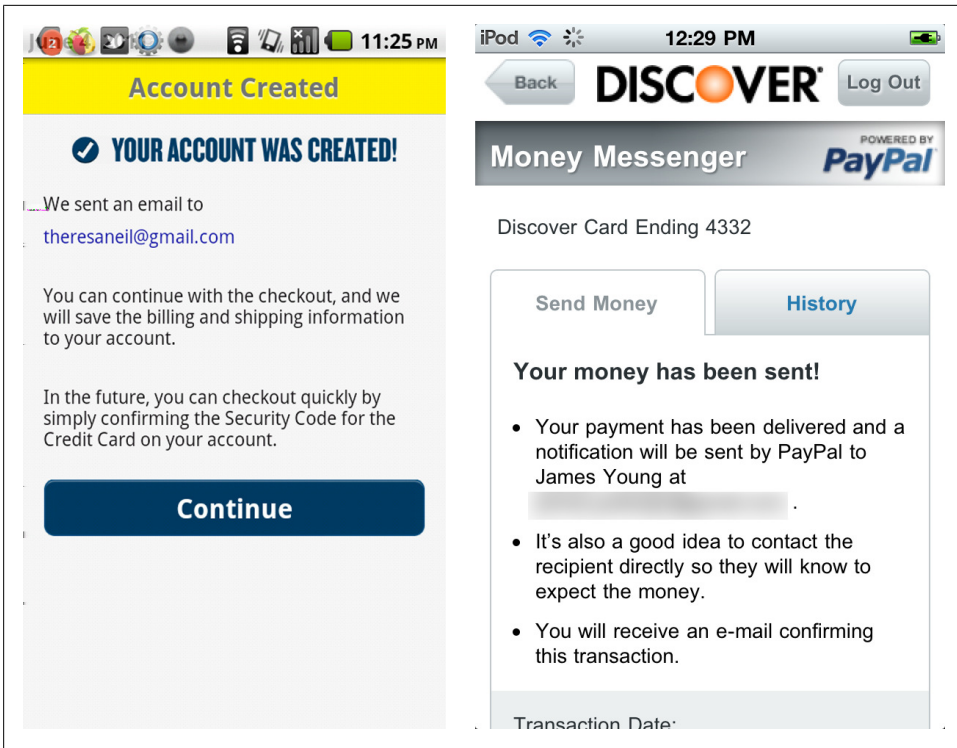 11:25 PM
Account Created
YOUR ACCOUNT WAS CREATED!
We sent an email to
theresaneil@gmail.com
You can continue with the checkout, and we
will save the billing and shipping information
to your account.
In the future, you can checkout quickly by
simply confirming the Security Code for the
Credit Card on your account.
Continue
iPod 12:29 PM
Back DISCOVER Log Out
Money Messenger POWERED BY
PayPal
Discover Card Ending 4332
Send Money History
Your money has been sent!
• Your payment has been delivered and a
notification will be sent by PayPal to
James Young at
.
• It's also a good idea to contact the
recipient directly so they will know to
expect the money.
• You will receive an e-mail confirming
this transaction.
Transaction Date: